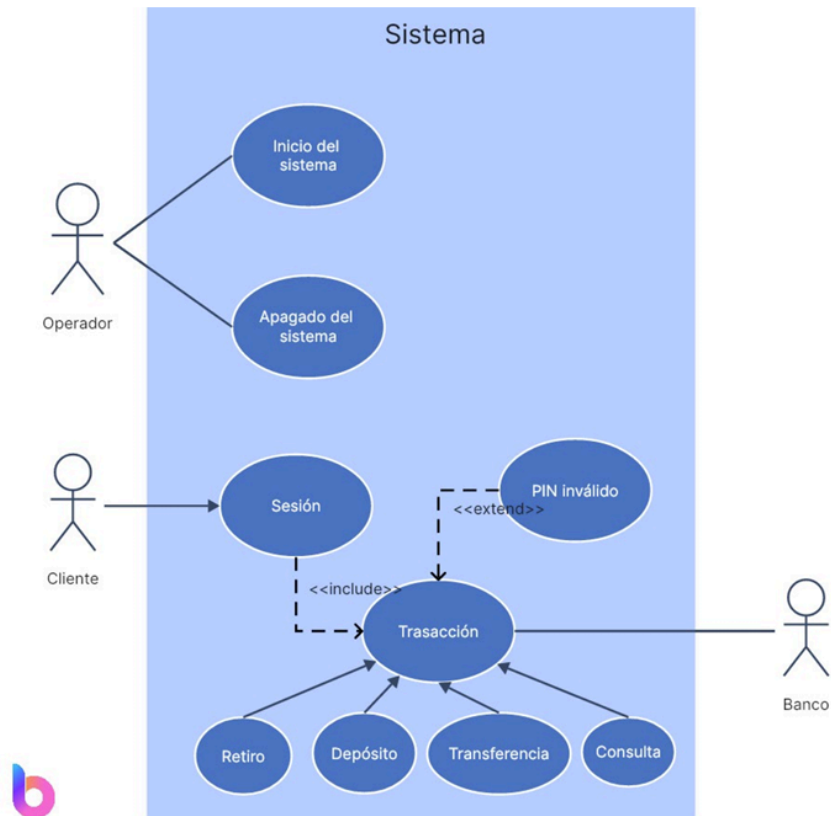 Sistema
Inicio del
sistema
Operador
Apagado del
sistema
Sesión
PIN inválido
<<extend>>
Cliente
<<include>>
Trasacción
Banco
Retiro
Depósito
Transferencia
Consulta
b